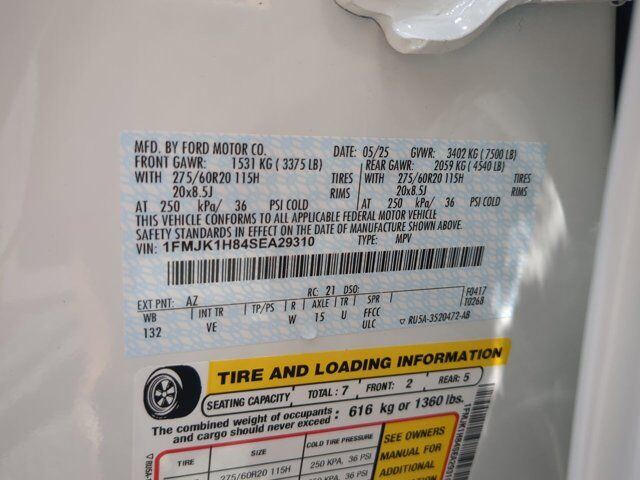 MFD. BY FORD MOTOR CO. DATE: 05/25 GVWR: 3402 KG ( 7500 LB)
FRONT GAWR: 1531 KG ( 3375 LB) REAR GAWR: 2059 KG ( 4540 LB)
WITH 275/60R20 115H TIRES WITH 275/60R20 115H TIRES
20x8.5J RIMS 20x8.5J RIMS
AT 250 kPa/ 36 PSI COLD AT 250 kPa/ 36 PSI COLD
THIS VEHICLE CONFORMS TO ALL APPLICABLE FEDERAL MOTOR VEHICLE
SAFETY STANDARDS IN EFFECT ON THE DATE OF MANUFACTURE SHOWN ABOVE.
VIN: 1FMJK1H84SEA29310 TYPE: MPV
EXT PNT: AZ RC: 21 DSO: F0417
T0268
WB INT TR TP/PS R AXLE TR SPR
132 VE W 15 U FFCC
ULC
▽ RU5A-3520472-AB
TIRE AND LOADING INFORMATION
SEATING CAPACITY TOTAL: 7 FRONT: 2 REAR: 5
The combined weight of occupants and cargo should never exceed: 616 kg or 1360 lbs.
TIRE SIZE COLD TIRE PRESSURE
275/60R20 115H 250 KPA, 36 PSI
SEE OWNERS
MANUAL FOR
ADDITIONAL